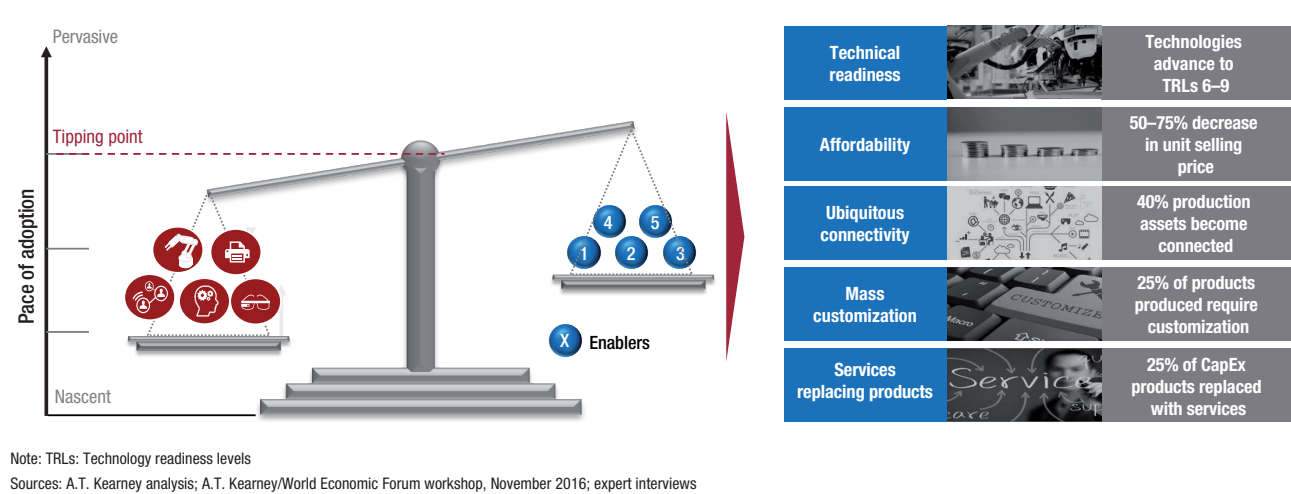 Pervasive
Tipping point
Pace of adoption
Nascent
4
5
1
2
3
X
Enablers
Technical
readiness
Technologies
advance to
TRLs 6–9
Affordability
50–75% decrease
in unit selling
price
Ubiquitous
connectivity
40% production
assets become
connected
Mass
customization
CUSTOMIZE
Macro
25% of products
produced require
customization
Services
replacing products
Service
care
25% of CapEx
products replaced
with services
Note: TRLs: Technology readiness levels
Sources: A.T. Kearney analysis; A.T. Kearney/World Economic Forum workshop, November 2016; expert interviews